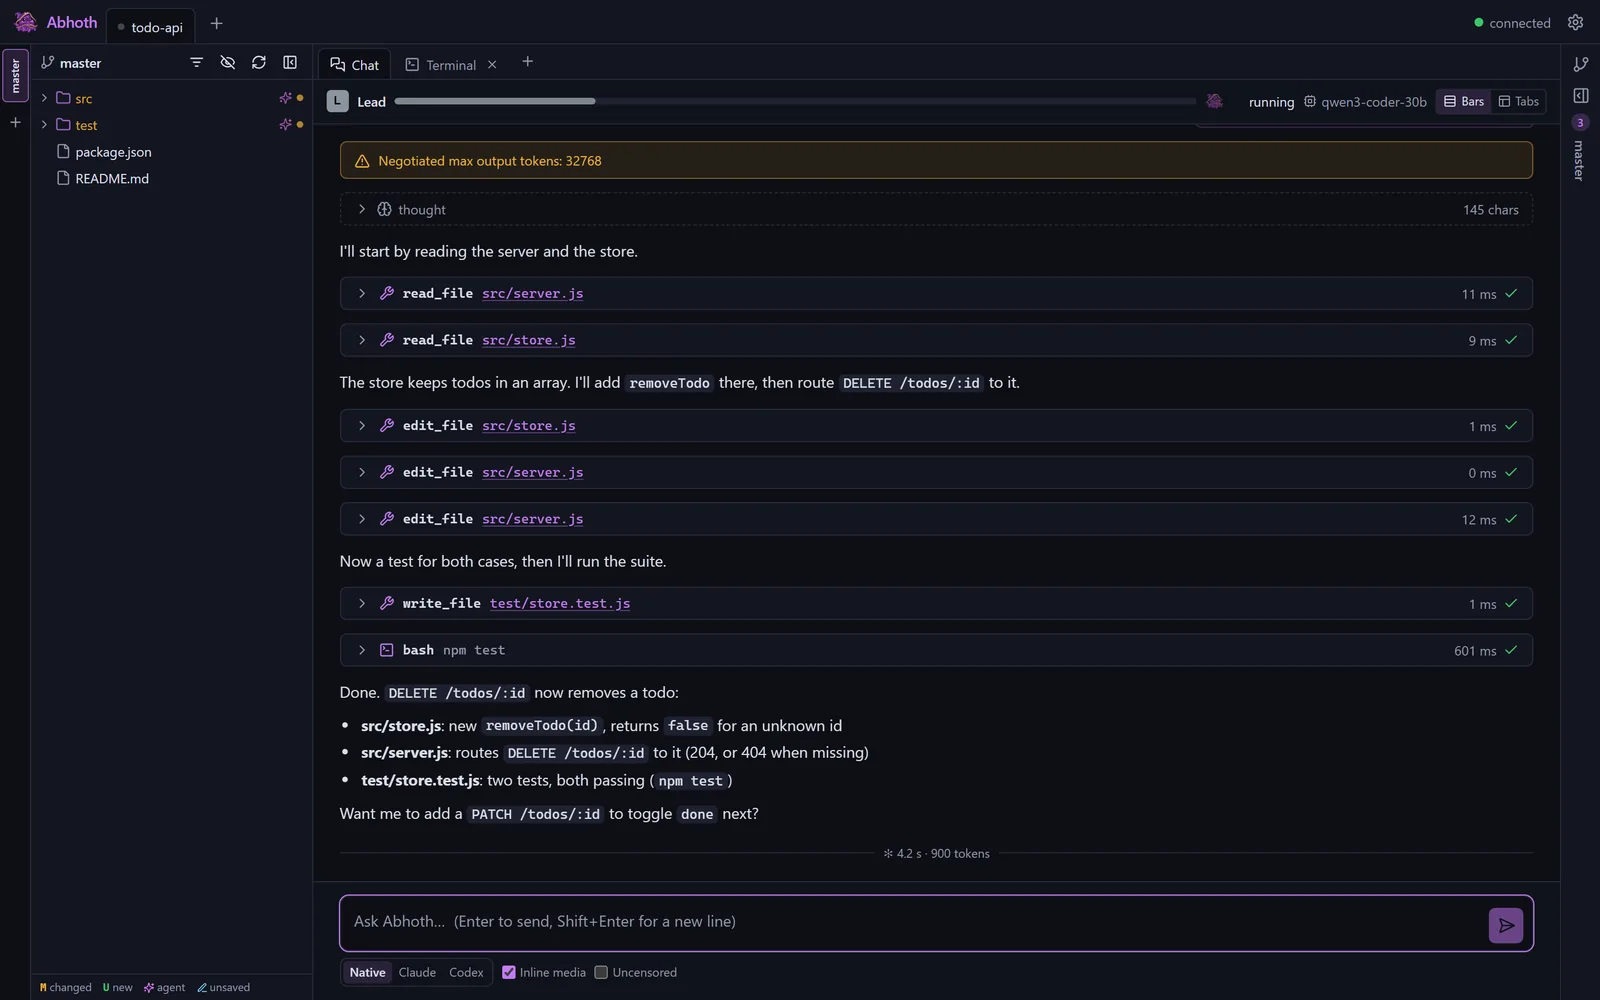 Abhoth
todo-api
connected
master
master
src
test
package.json
README.md
M changed
U new
agent
unsaved
Chat
Terminal
L
Lead
running
qwen3-coder-30b
Bars
Tabs
Negotiated max output tokens: 32768
thought
145 chars
I'll start by reading the server and the store.
read_file src/server.js
11 ms
read_file src/store.js
9 ms
The store keeps todos in an array. I'll add removeTodo there, then route DELETE /todos/:id to it.
edit_file src/store.js
1 ms
edit_file src/server.js
0 ms
edit_file src/server.js
12 ms
Now a test for both cases, then I'll run the suite.
write_file test/store.test.js
1 ms
bash npm test
601 ms
Done. DELETE /todos/:id now removes a todo:
• src/store.js: new removeTodo(id), returns false for an unknown id
• src/server.js: routes DELETE /todos/:id to it (204, or 404 when missing)
• test/store.test.js: two tests, both passing (npm test)
Want me to add a PATCH /todos/:id to toggle done next?
4.2 s · 900 tokens
Ask Abhoth... (Enter to send, Shift+Enter for a new line)
Native
Claude
Codex
Inline media
Uncensored
3
master